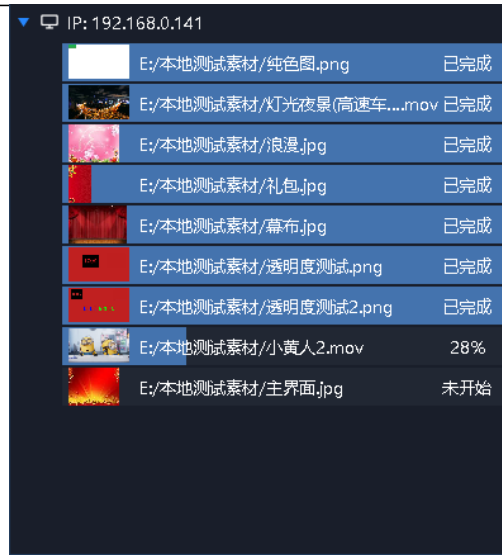 IP: 192.168.0.141
E:/本地测试素材/纯色图.png 已完成
E:/本地测试素材/灯光夜景(高速车....mov 已完成
E:/本地测试素材/浪漫.jpg 已完成
E:/本地测试素材/礼包.jpg 已完成
E:/本地测试素材/幕布.jpg 已完成
E:/本地测试素材/透明度测试.png 已完成
E:/本地测试素材/透明度测试2.png 已完成
E:/本地测试素材/小黄人2.mov 28%
E:/本地测试素材/主界面.jpg 未开始